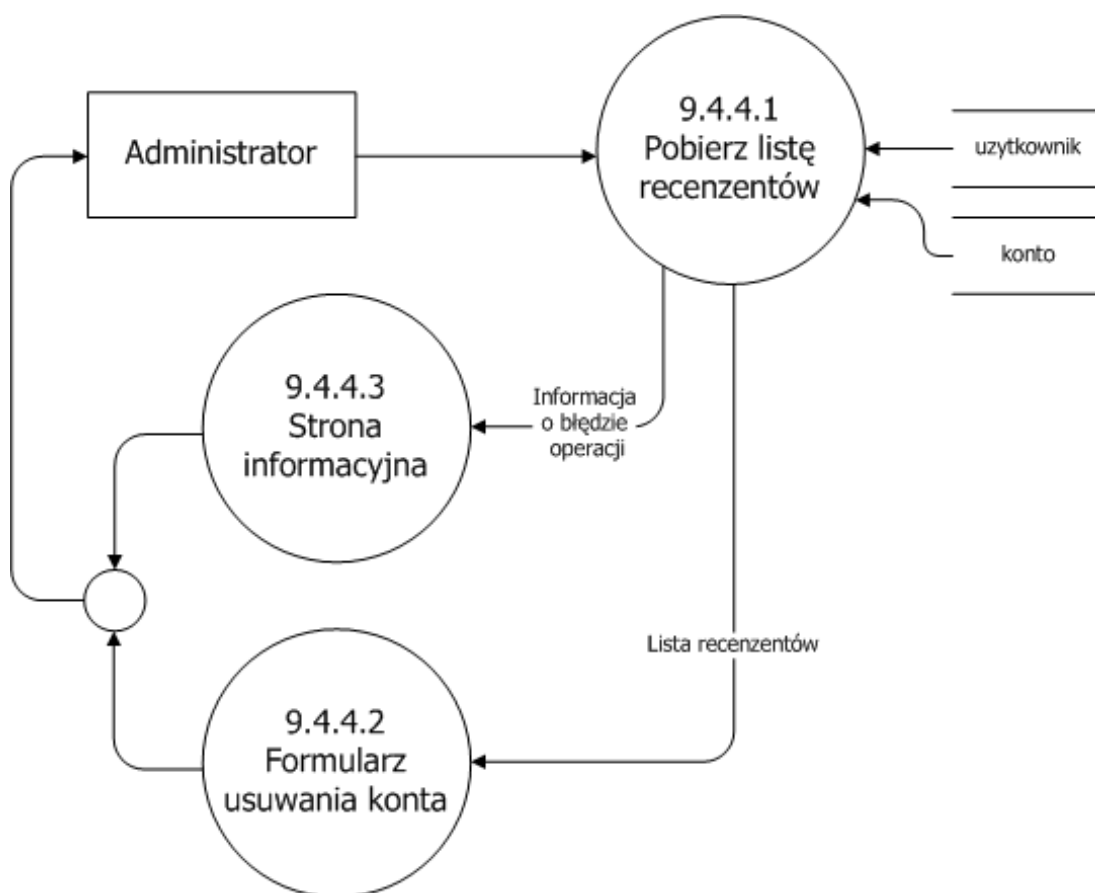 Administrator
9.4.4.1
Pobierz listę
recenzentów
uzytkownik
konto
9.4.4.3
Strona
informacyjna
Informacja
o błędzie
operacji
Lista recenzentów
9.4.4.2
Formularz
usuwania konta